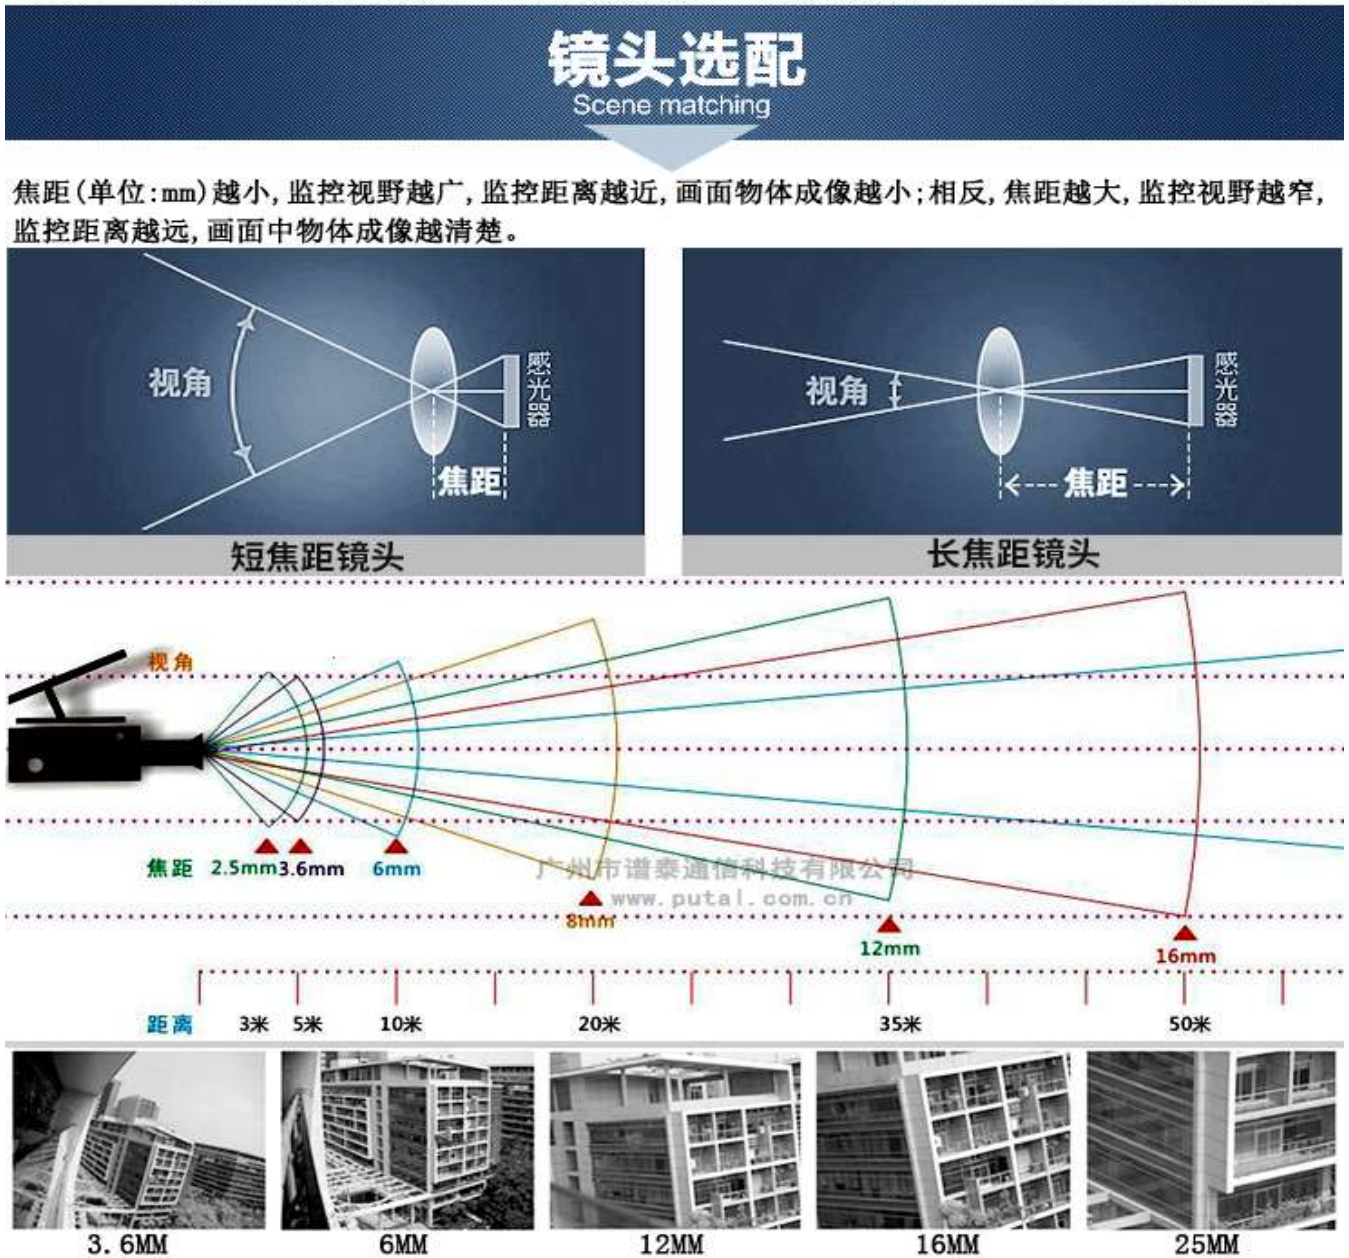 镜头选配
Scene matching
焦距(单位:mm)越小,监控视野越广,监控距离越近,画面物体成像越小;相反,焦距越大,监控视野越窄,
监控距离越远,画面中物体成像越清楚。
视角
感光器
焦距
短焦距镜头
视角
感光器
焦距
长焦距镜头
视角
焦距 2.5mm 3.6mm 6mm
广州市谱泰通信科技有限公司
www.putal.com.cn
8mm
12mm
16mm
距离 3米 5米 10米 20米 35米 50米
3.6MM 6MM 12MM 16MM 25MM